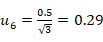 u₆ = 0.5/√3 = 0.29